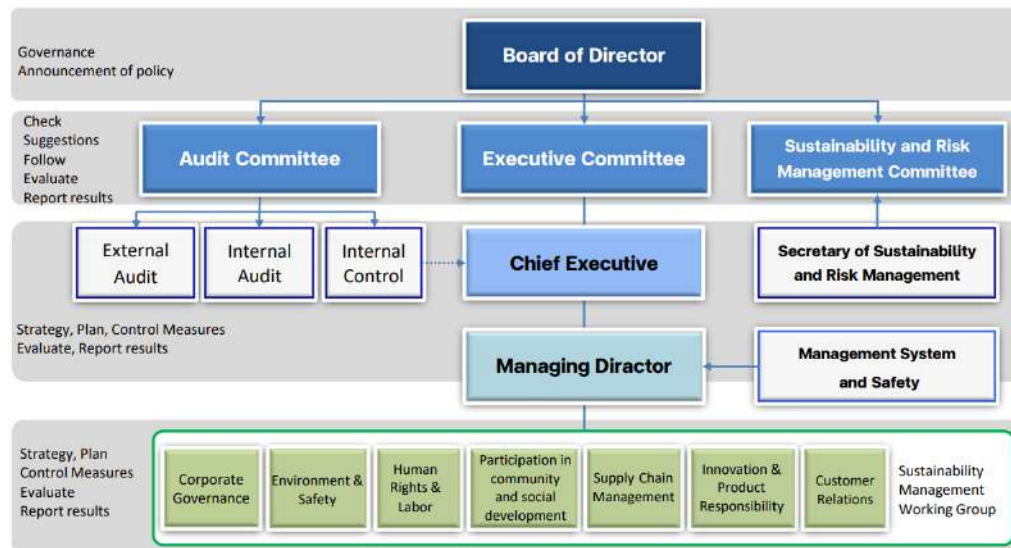 Governance
Announcement of policy
Board of Director
Check
Suggestions
Follow
Evaluate
Report results
Audit Committee
Executive Committee
Sustainability and Risk
Management Committee
External
Audit
Internal
Audit
Internal
Control
Chief Executive
Secretary of Sustainability
and Risk Management
Strategy, Plan, Control Measures
Evaluate, Report results
Managing Diractor
Management System
and Safety
Strategy, Plan
Control Measures
Evaluate
Report results
Corporate
Governance
Environment &
Safety
Human
Rights &
Labor
Participation in
community
and social
development
Supply Chain
Management
Innovation &
Product
Responsibility
Customer
Relations
Sustainability
Management
Working Group